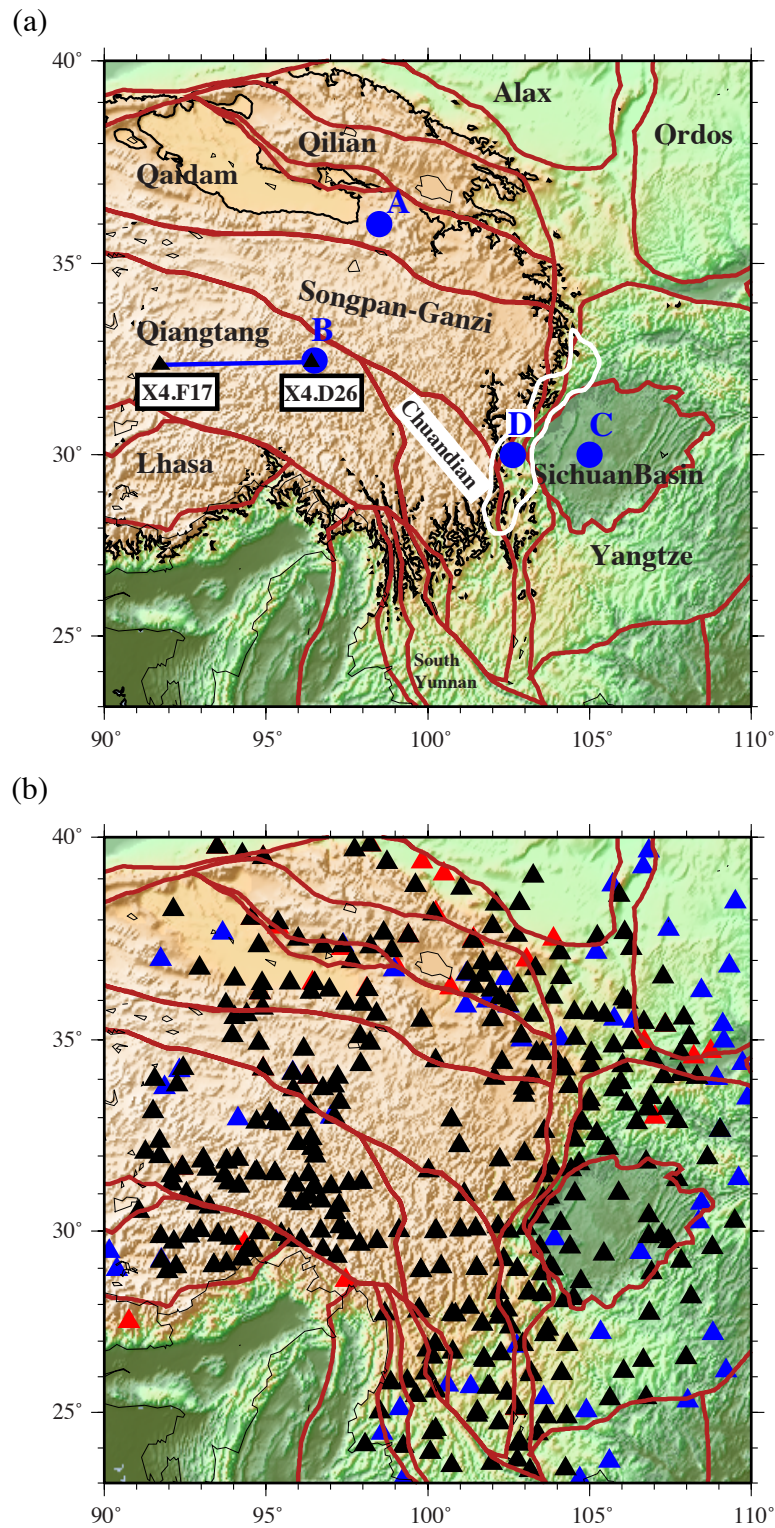 (a)
40°
Alax
Ordos
Qilian
Qaidam
A
35°
Songpan-Ganzi
Qiangtang
B
X4.F17
X4.D26
Chuandian
D
C
30°
Lhasa
SichuanBasin
Yangtze
25°
South
Yunnan
90°
95°
100°
105°
110°
(b)
40°
35°
30°
25°
90°
95°
100°
105°
110°